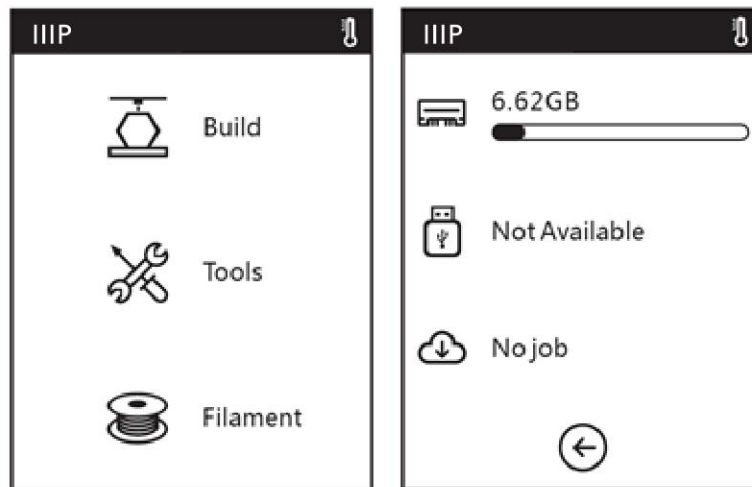 IIIP
Build
Tools
Filament
IIIP
6.62GB
Not Available
No job